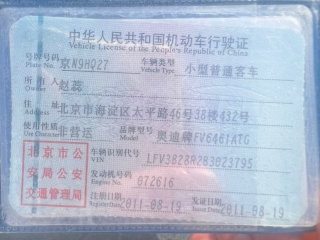 中华人民共和国机动车行驶证
Vehicle License of the People's Republic of China
号牌号码 京N9HQ27 车辆类型 小型普通客车
Plate No. Vehicle Type
所有人 赵蕊
Owner
住址 北京市海淀区太平路46号38楼432号
Address
使用性质 非营运 品牌型号 奥迪牌FV6461ATG
Use Character Model
北京市公 车辆识别代号 LFV3B28R2B3023795
VIN
安局公安 发动机号码 072616
Engine No.
交通管理局 注册日期 2011-08-19 发证日期 2011-08-19
Register Date Issue Date